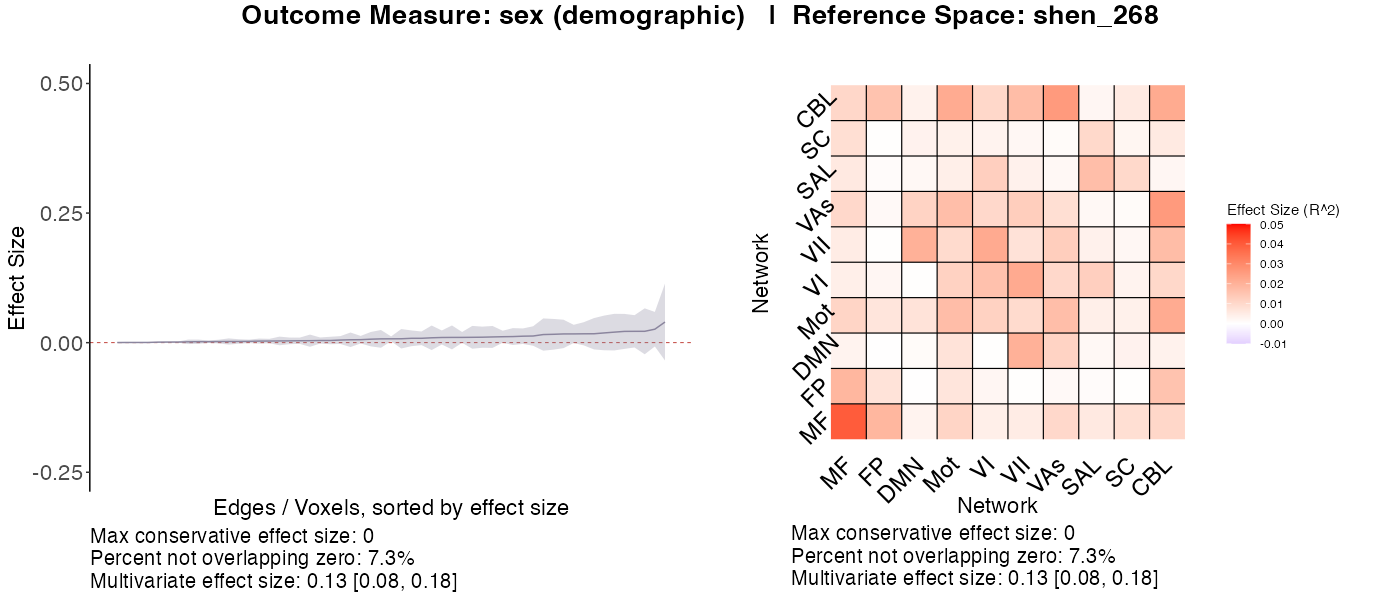 Outcome Measure: sex (demographic) | Reference Space: shen_268
0.50
0.25
0.00
-0.25
Effect Size
Edges / Voxels, sorted by effect size
Max conservative effect size: 0
Percent not overlapping zero: 7.3%
Multivariate effect size: 0.13 [0.08, 0.18]
Network
CBL
SC
SAL
VAs
VII
VI
Mot
DMN
FP
MF
MF
FP
DMN
Mot
VI
VII
VAs
SAL
SC
CBL
Network
Max conservative effect size: 0
Percent not overlapping zero: 7.3%
Multivariate effect size: 0.13 [0.08, 0.18]
Effect Size (R^2)
0.05
0.04
0.03
0.02
0.01
0.00
-0.01